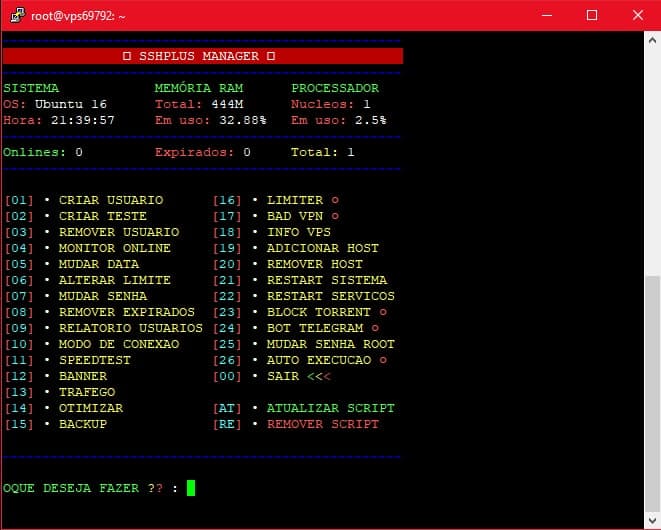 root@vps69792: ~
SSHPLUS MANAGER
SISTEMA MEMÓRIA RAM PROCESSADOR
OS: Ubuntu 16 Total: 444M Nucleos: 1
Hora: 21:39:57 Em uso: 32.88% Em uso: 2.5%
Onlines: 0 Expirados: 0 Total: 1
[01] • CRIAR USUARIO [16] • LIMITER ○
[02] • CRIAR TESTE [17] • BAD VPN ○
[03] • REMOVER USUARIO [18] • INFO VPS
[04] • MONITOR ONLINE [19] • ADICIONAR HOST
[05] • MUDAR DATA [20] • REMOVER HOST
[06] • ALTERAR LIMITE [21] • RESTART SISTEMA
[07] • MUDAR SENHA [22] • RESTART SERVICOS
[08] • REMOVER EXPIRADOS [23] • BLOCK TORRENT ○
[09] • RELATORIO USUARIOS [24] • BOT TELEGRAM ○
[10] • MODO DE CONEXAO [25] • MUDAR SENHA ROOT
[11] • SPEEDTEST [26] • AUTO EXECUCAO ○
[12] • BANNER [00] • SAIR <<<
[13] • TRAFEGO
[14] • OTIMIZAR [AT] • ATUALIZAR SCRIPT
[15] • BACKUP [RE] • REMOVER SCRIPT
OQUE DESEJA FAZER ?? :